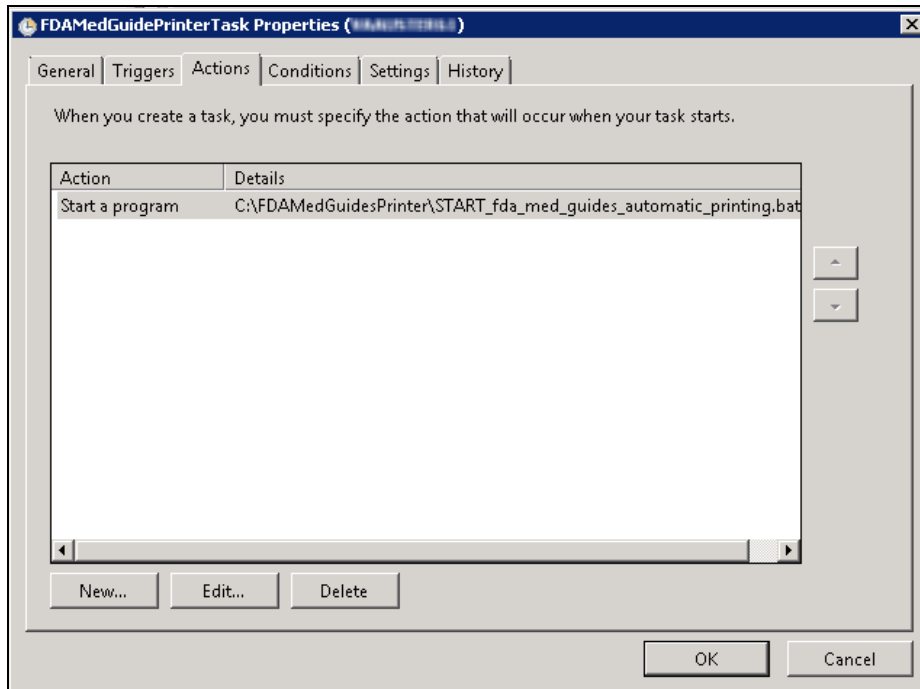 FDAMedGuidePrinterTask Properties ( )
General Triggers Actions Conditions Settings History
When you create a task, you must specify the action that will occur when your task starts.
Action Details
Start a program C:\FDAMedGuidesPrinter\START_fda_med_guides_automatic_printing.bat
New... Edit... Delete
OK Cancel